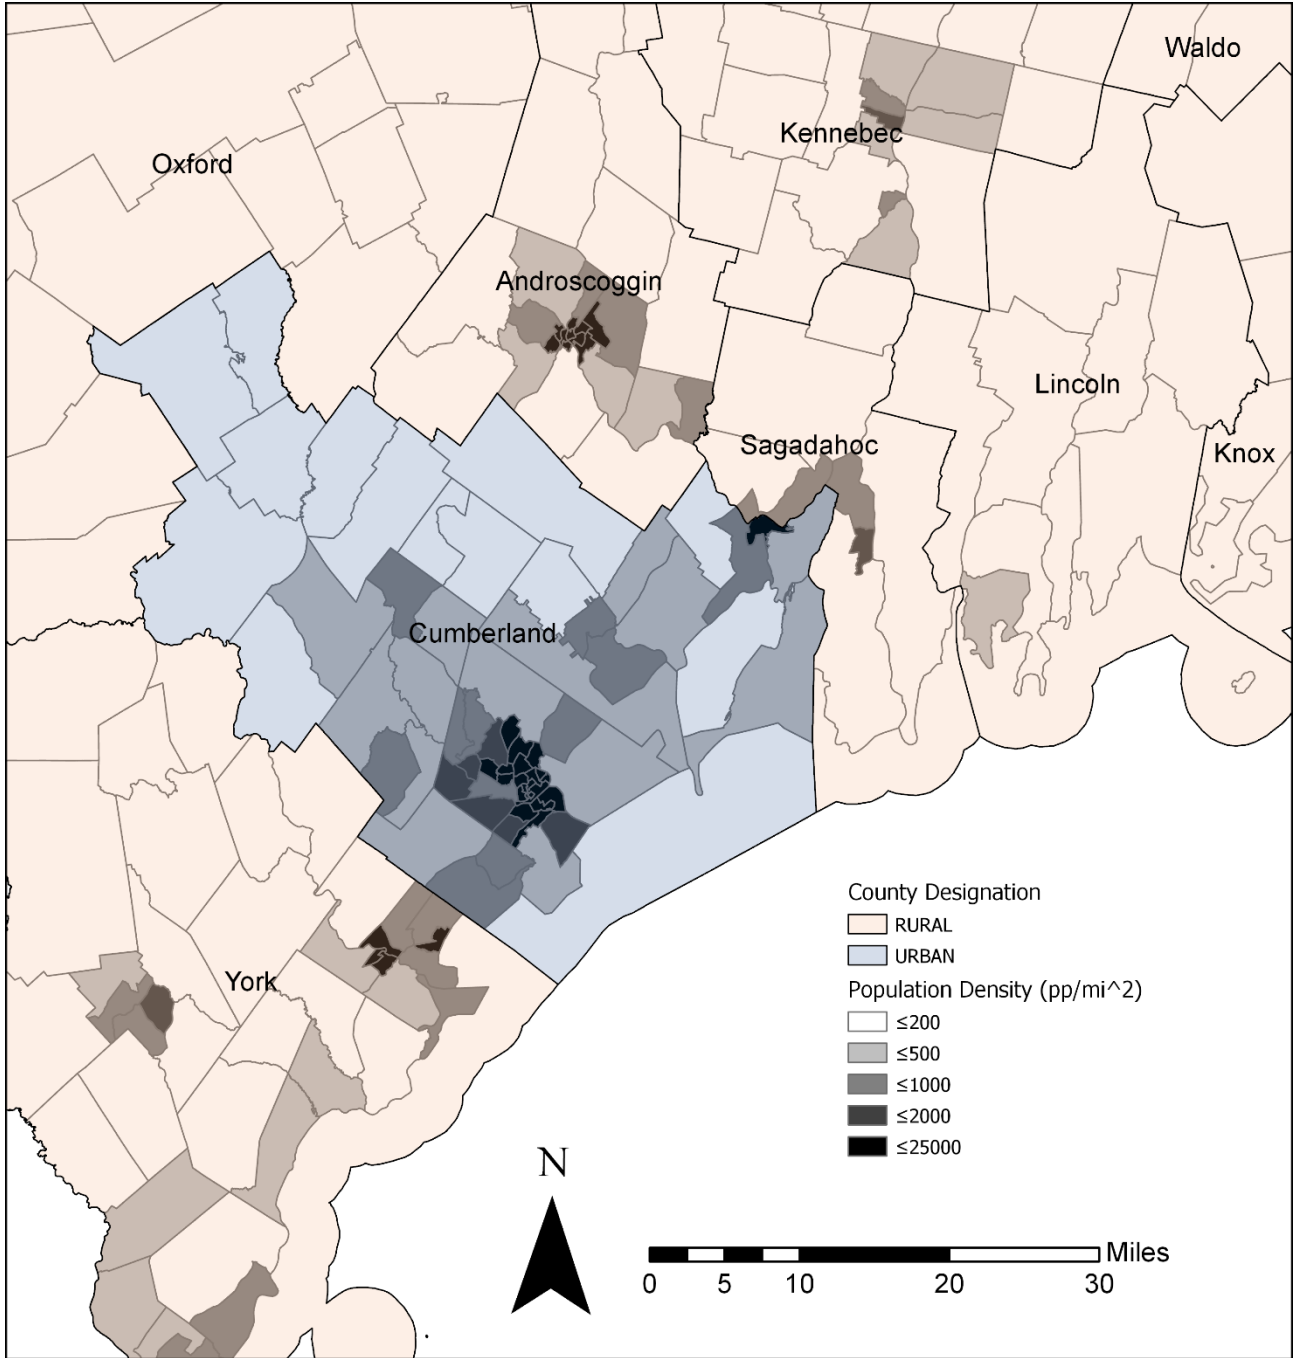 Waldo
Kennebec
Oxford
Androscoggin
Lincoln
Sagadahoc
Knox
Cumberland
County Designation
RURAL
URBAN
York
Population Density (pp/mi^2)
≤200
≤500
≤1000
≤2000
≤25000
N
Miles
0 5 10 20 30